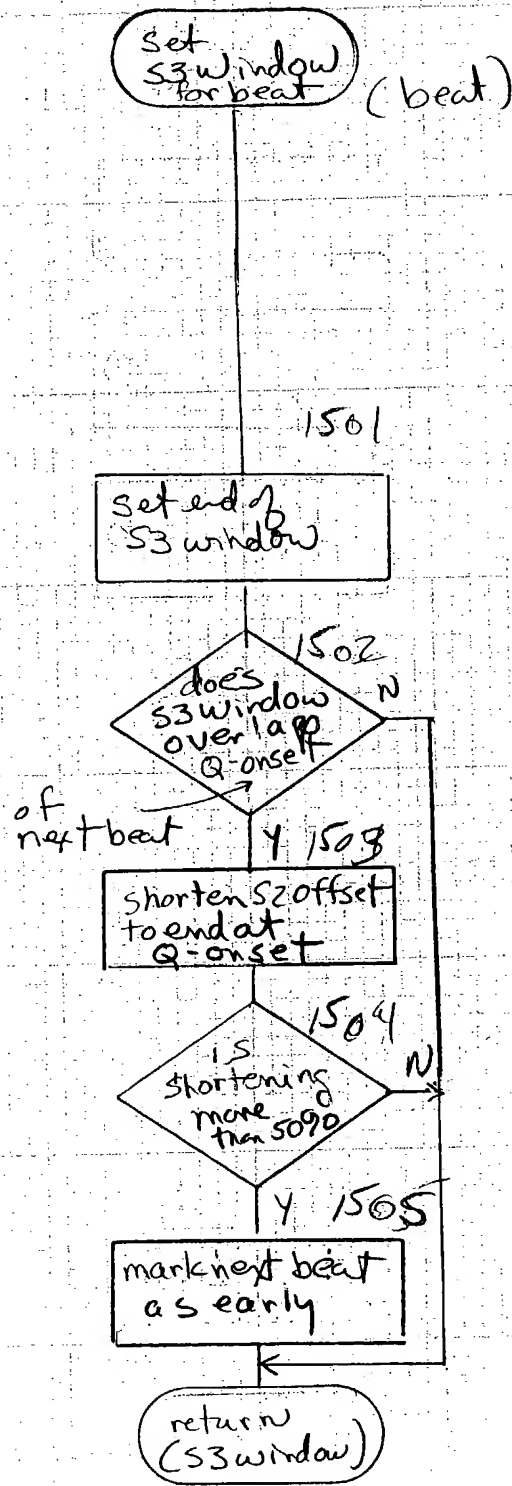 set
S3 window
for beat
(beat)
1501
set end of
S3 window
1502
does
S3 window
overlapp
Q-onset
N
of
next beat
Y 1503
shorten S2 offset
to end at
Q-onset
1504
is
shortening
more
than 50%
N
Y 1505
mark next beat
as early
return
(S3 window)